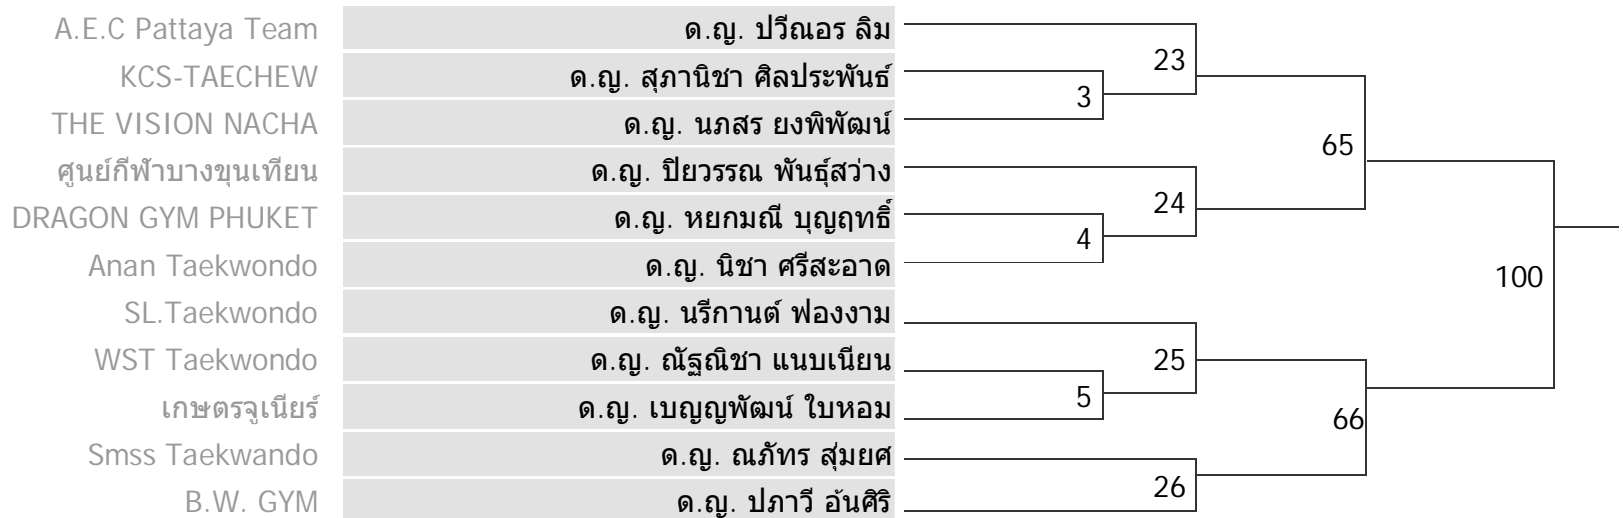 A.E.C Pattaya Team ด.ญ. ปวีณอร ลิม
23
KCS-TAECHEW ด.ญ. สุภานิชา ศิลประพันธ์
3
THE VISION NACHA ด.ญ. นภสร ยงพิพัฒน์
65
ศูนย์กีฬาบางขุนเทียน ด.ญ. ปิยวรรณ พันธุ์สว่าง
24
DRAGON GYM PHUKET ด.ญ. หยกมณี บุญฤทธิ์
4
Anan Taekwondo ด.ญ. นิชา ศรีสะอาด
100
SL.Taekwondo ด.ญ. นรีกานต์ ฟองงาม
WST Taekwondo ด.ญ. ณัฐณิชา แนบเนียน 25
5
เกษตรจูเนียร์ ด.ญ. เบญญพัฒน์ ใบหอม
66
Smss Taekwando ด.ญ. ณภัทร สุ่มยศ
26
B.W. GYM ด.ญ. ปภาวี อ้นศิริ